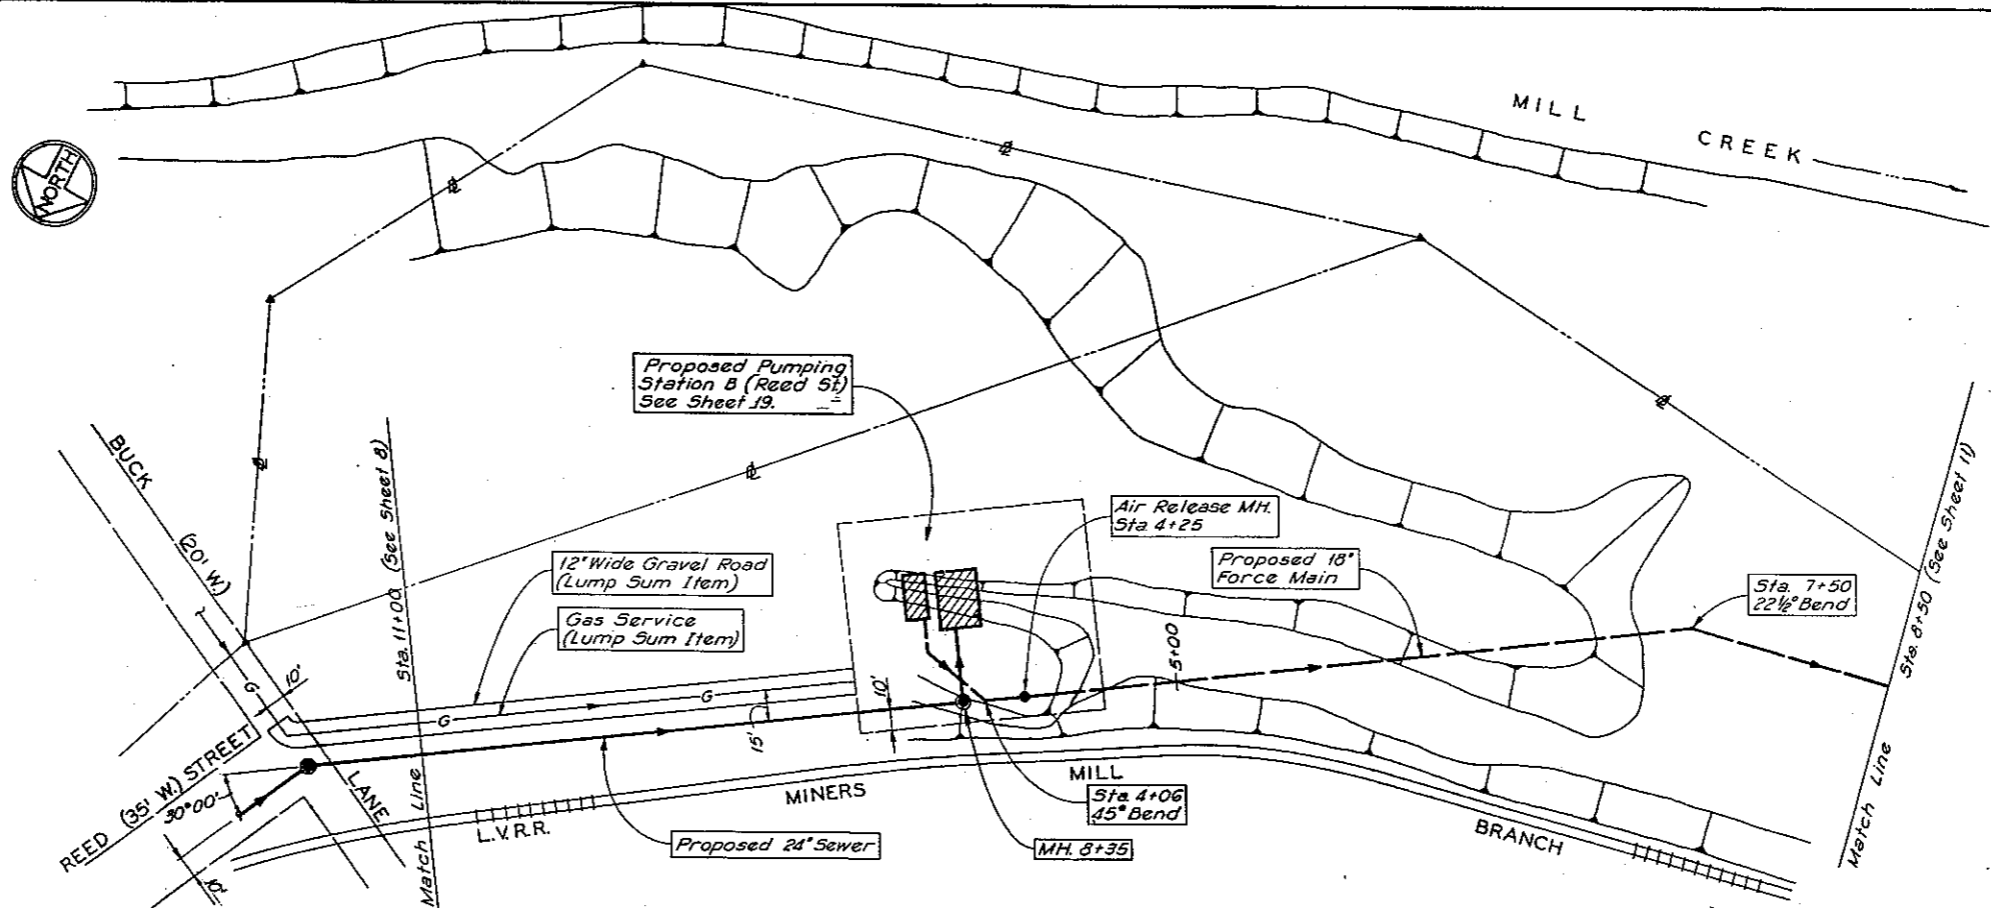 MILL
CREEK
NORTH
Proposed Pumping
Station B (Reed St)
See Sheet 19.
BUCK
(20' W.)
Sta. 11+00 (See Sheet 8)
12" Wide Gravel Road
(Lump Sum Item)
Gas Service
(Lump Sum Item)
Air Release MH.
Sta 4+25
Proposed 18"
Force Main
Sta. 7+50
22½° Bend
Sta. 8+50 (See Sheet 11)
5+00
10'
G
G
G
10'
15'
REED (35' W.) STREET
30°00'
LANE
Match Line
L.V.R.R.
MINERS
MILL
BRANCH
Sta 4+06
45° Bend
Proposed 24" Sewer
MH. 8+35
Match Line
10'